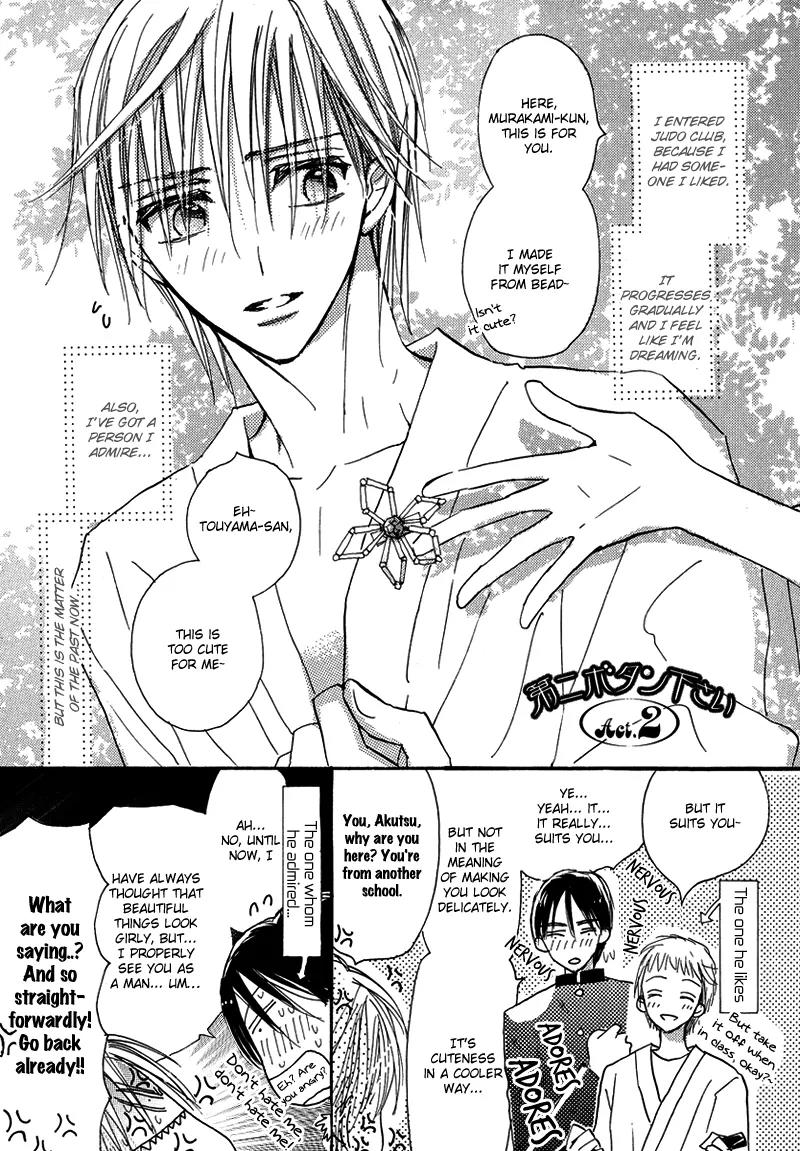 I ENTERED
JUDO CLUB,
BECAUSE I
HAD SOME-
ONE I LIKED.
HERE,
MURAKAMI-KUN,
THIS IS FOR
YOU.
I MADE
IT MYSELF
FROM BEAD~
Isn't
it cute?
IT
PROGRESSES
GRADUALLY
AND I FEEL
LIKE I'M
DREAMING.
ALSO,
I'VE GOT A
PERSON I
ADMIRE...
BUT THIS IS THE MATTER
OF THE PAST NOW.
EH~
TOUYAMA-SAN,
THIS IS
TOO CUTE
FOR ME~
第二ボタン下さい
Act.2
BUT IT
SUITS YOU~
YE...
YEAH... IT...
IT REALLY...
SUITS YOU...
BUT NOT
IN THE
MEANING OF
MAKING
YOU LOOK
DELICATELY.
NERVOUS
NERVOUS
NERVOUS
NERVOUS
The one he likes
But take
it off when
in class, okay?~
IT'S
CUTENESS IN
A COOLER
WAY...
ADORES
ADORES
You, Akutsu,
why are you
here? You're
from another
school.
The one whom
he admired...
AH...
NO, UNTIL
NOW, I
HAVE ALWAYS
THOUGHT THAT
BEAUTIFUL
THINGS LOOK
GIRLY, BUT...
I PROPERLY
SEE YOU AS
A MAN... UM...
Eh? Are
you angry?
Don't hate me,
don't hate me!
What
are you
saying..?
And so
straight-
forwardly!
Go back
already!!